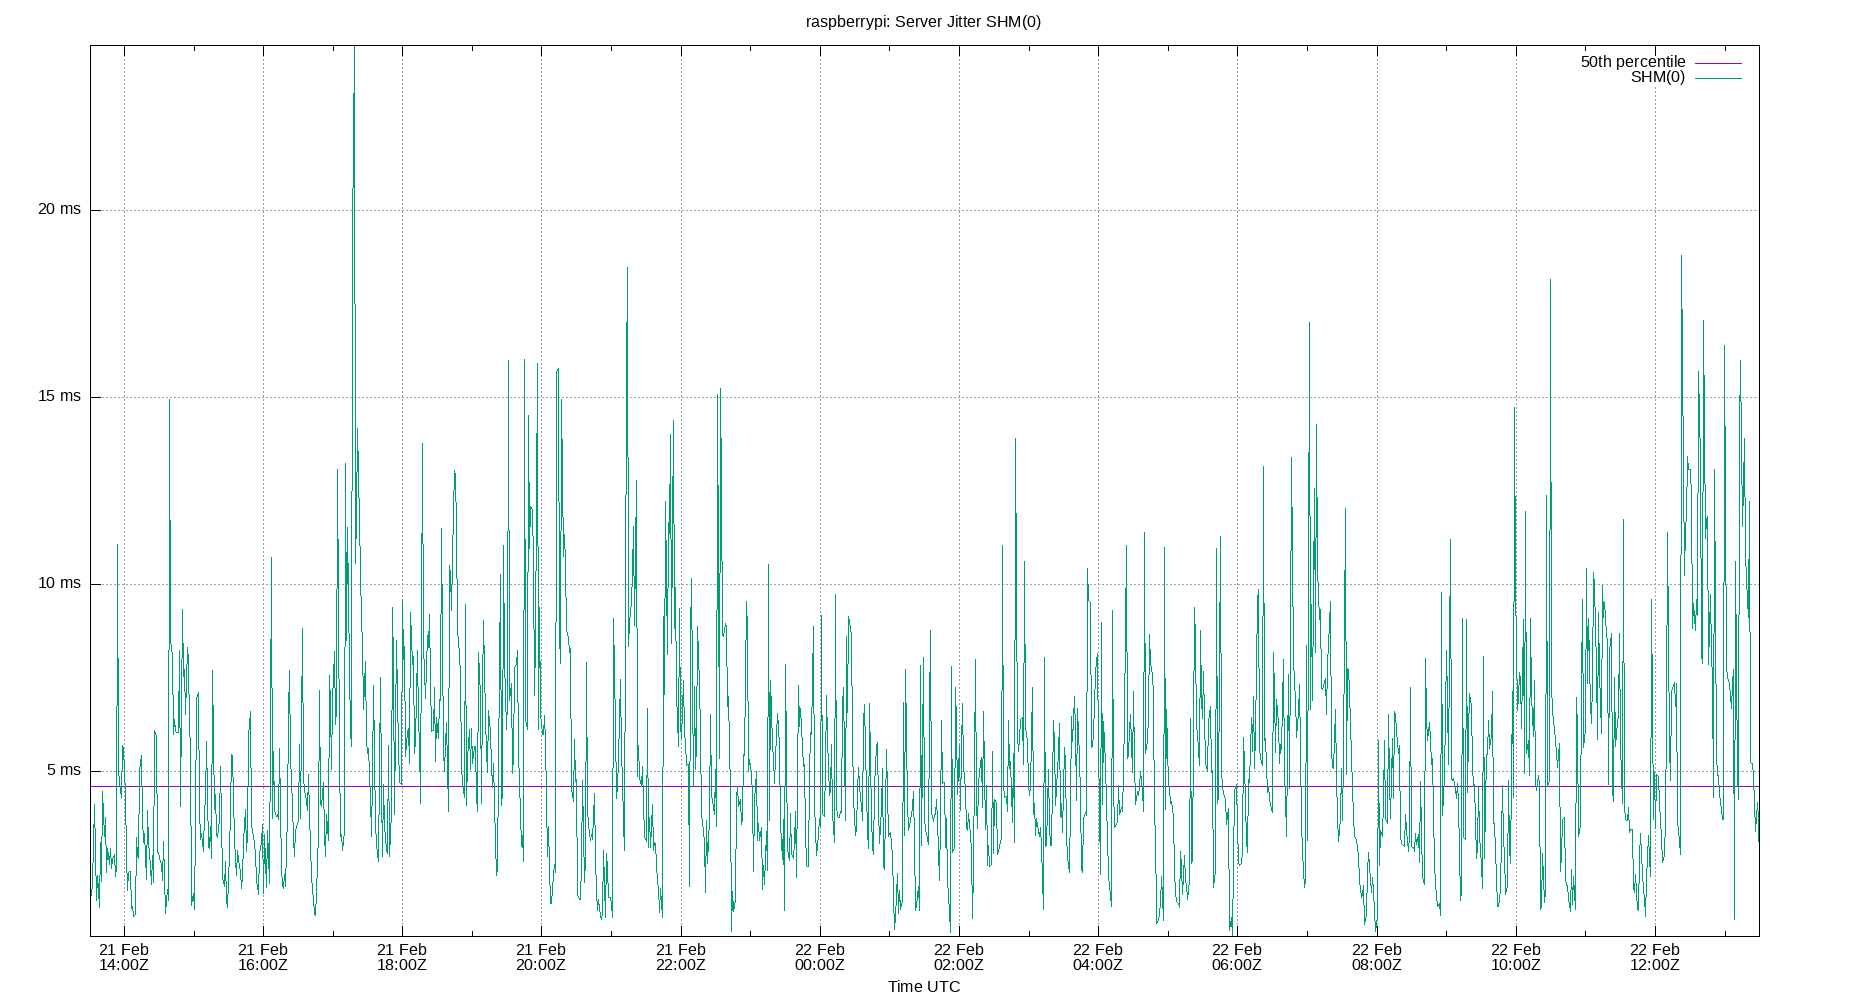 raspberrypi: Server Jitter SHM(0)
50th percentile
SHM(0)
20 ms
15 ms
10 ms
5 ms
21 Feb 21 Feb 21 Feb 21 Feb 21 Feb 22 Feb 22 Feb 22 Feb 22 Feb 22 Feb 22 Feb 22 Feb
14:00Z 16:00Z 18:00Z 20:00Z 22:00Z 00:00Z 02:00Z 04:00Z 06:00Z 08:00Z 10:00Z 12:00Z
Time UTC